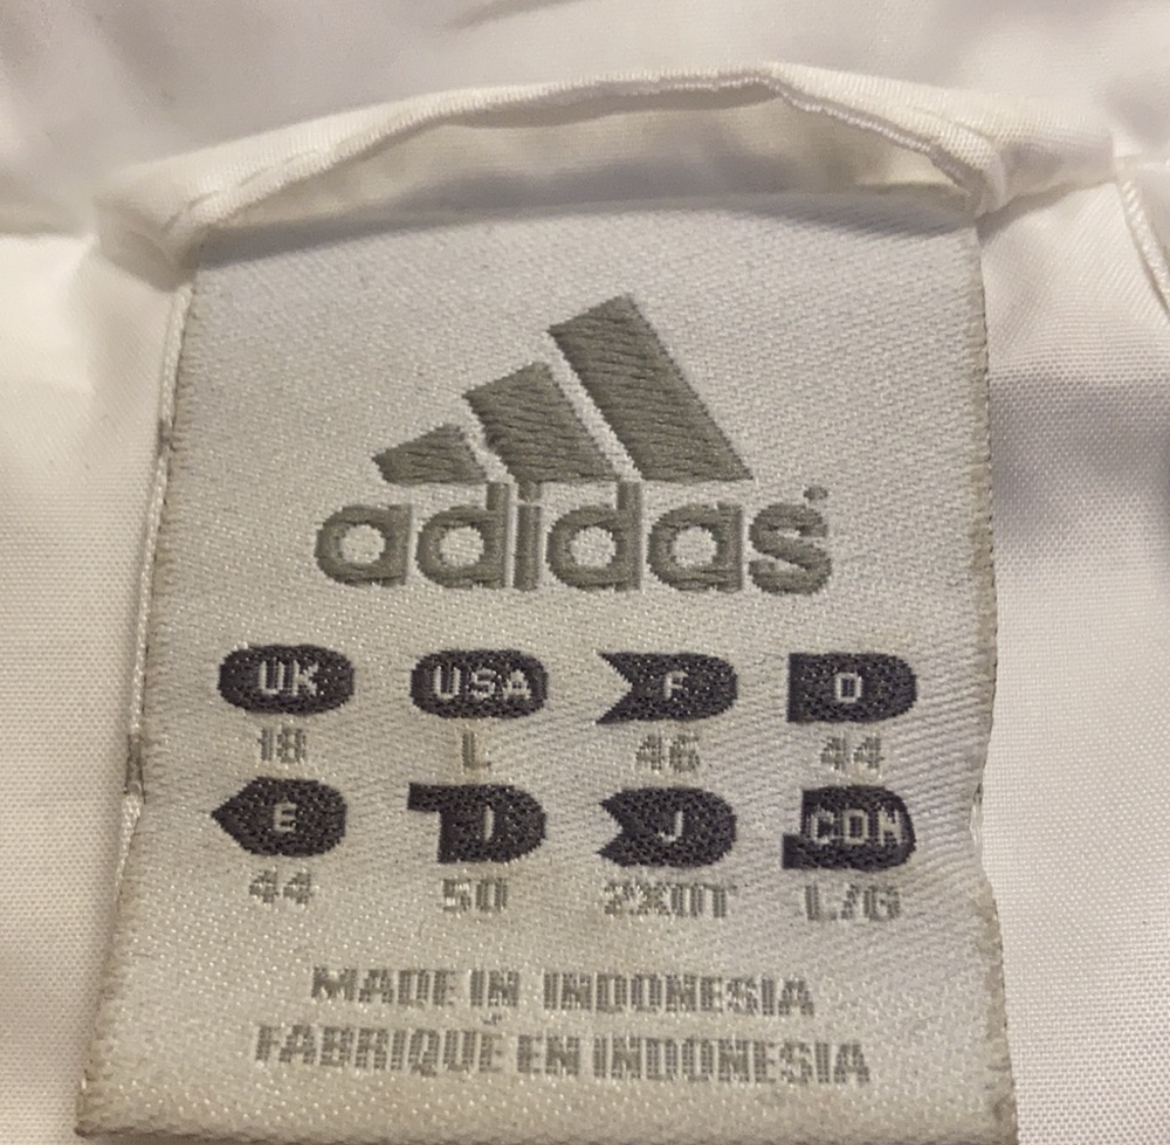 adidas
UK USA F D
18 L 46 44
E I J CDN
44 50 2XOT L/G
MADE IN INDONESIA
FABRIQUÉ EN INDONESIA